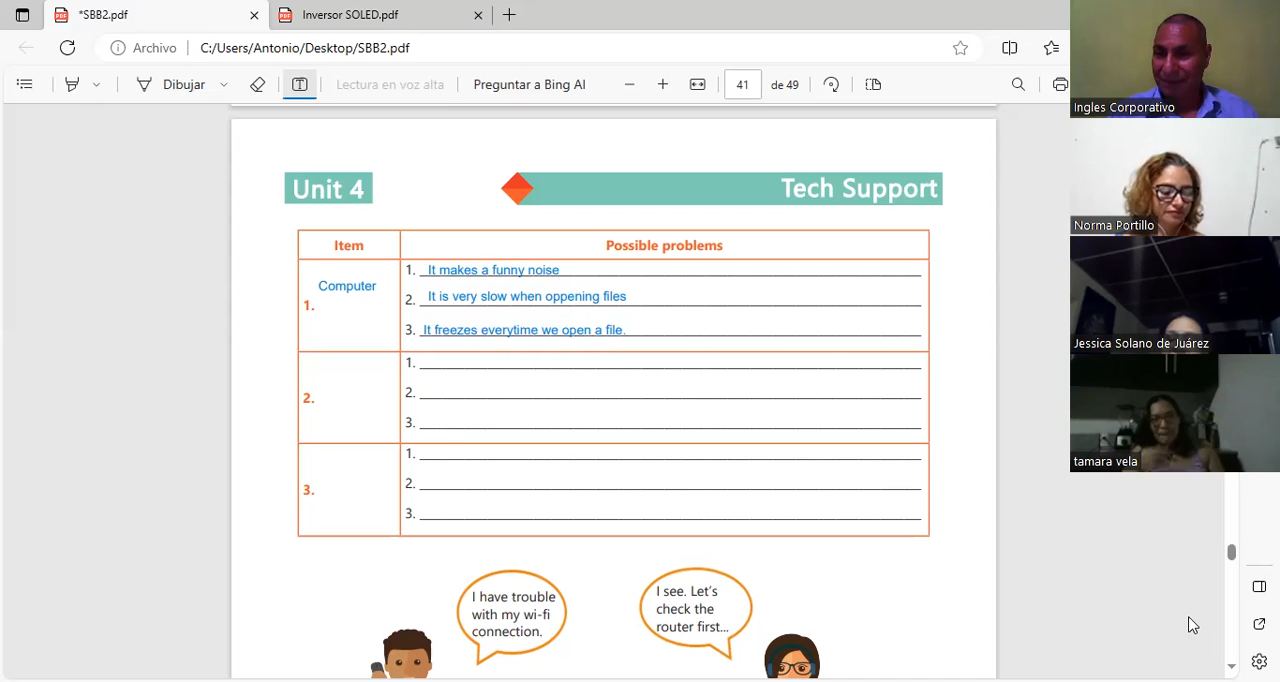 *SBB2.pdf
Inversor SOLED.pdf
Archivo
C:/Users/Antonio/Desktop/SBB2.pdf
Dibujar
Lectura en voz alta
Preguntar a Bing AI
41
de 49
Ingles Corporativo
Norma Portillo
Jessica Solano de Juárez
tamara vela
Unit 4
Tech Support
Item
Possible problems
Computer
1.
1. It makes a funny noise
2. It is very slow when oppening files
3. It freezes everytime we open a file.
2.
1.
2.
3.
3.
1.
2.
3.
I have trouble
with my wi-fi
connection.
I see. Let's
check the
router first...